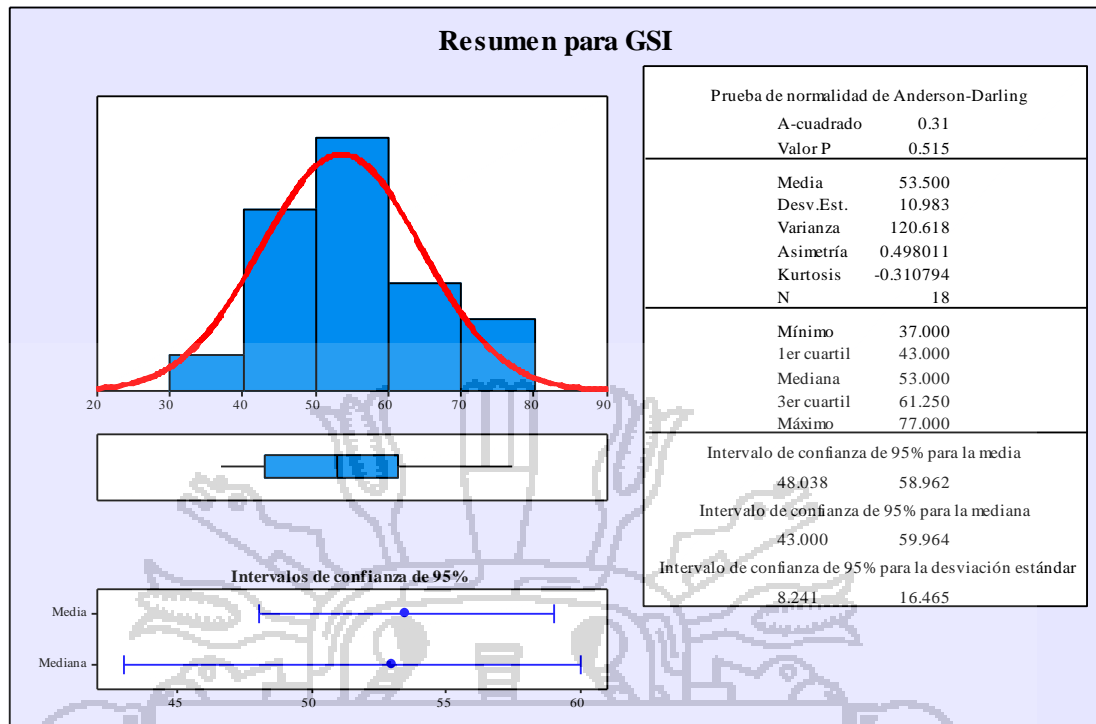 Resumen para GSI
20 30 40 50 60 70 80 90
Intervalos de confianza de 95%
Media
Mediana
45 50 55 60
Prueba de normalidad de Anderson-Darling
A-cuadrado 0.31
Valor P 0.515
Media 53.500
Desv.Est. 10.983
Varianza 120.618
Asimetría 0.498011
Kurtosis -0.310794
N 18
Mínimo 37.000
1er cuartil 43.000
Mediana 53.000
3er cuartil 61.250
Máximo 77.000
Intervalo de confianza de 95% para la media
48.038 58.962
Intervalo de confianza de 95% para la mediana
43.000 59.964
Intervalo de confianza de 95% para la desviación estándar
8.241 16.465